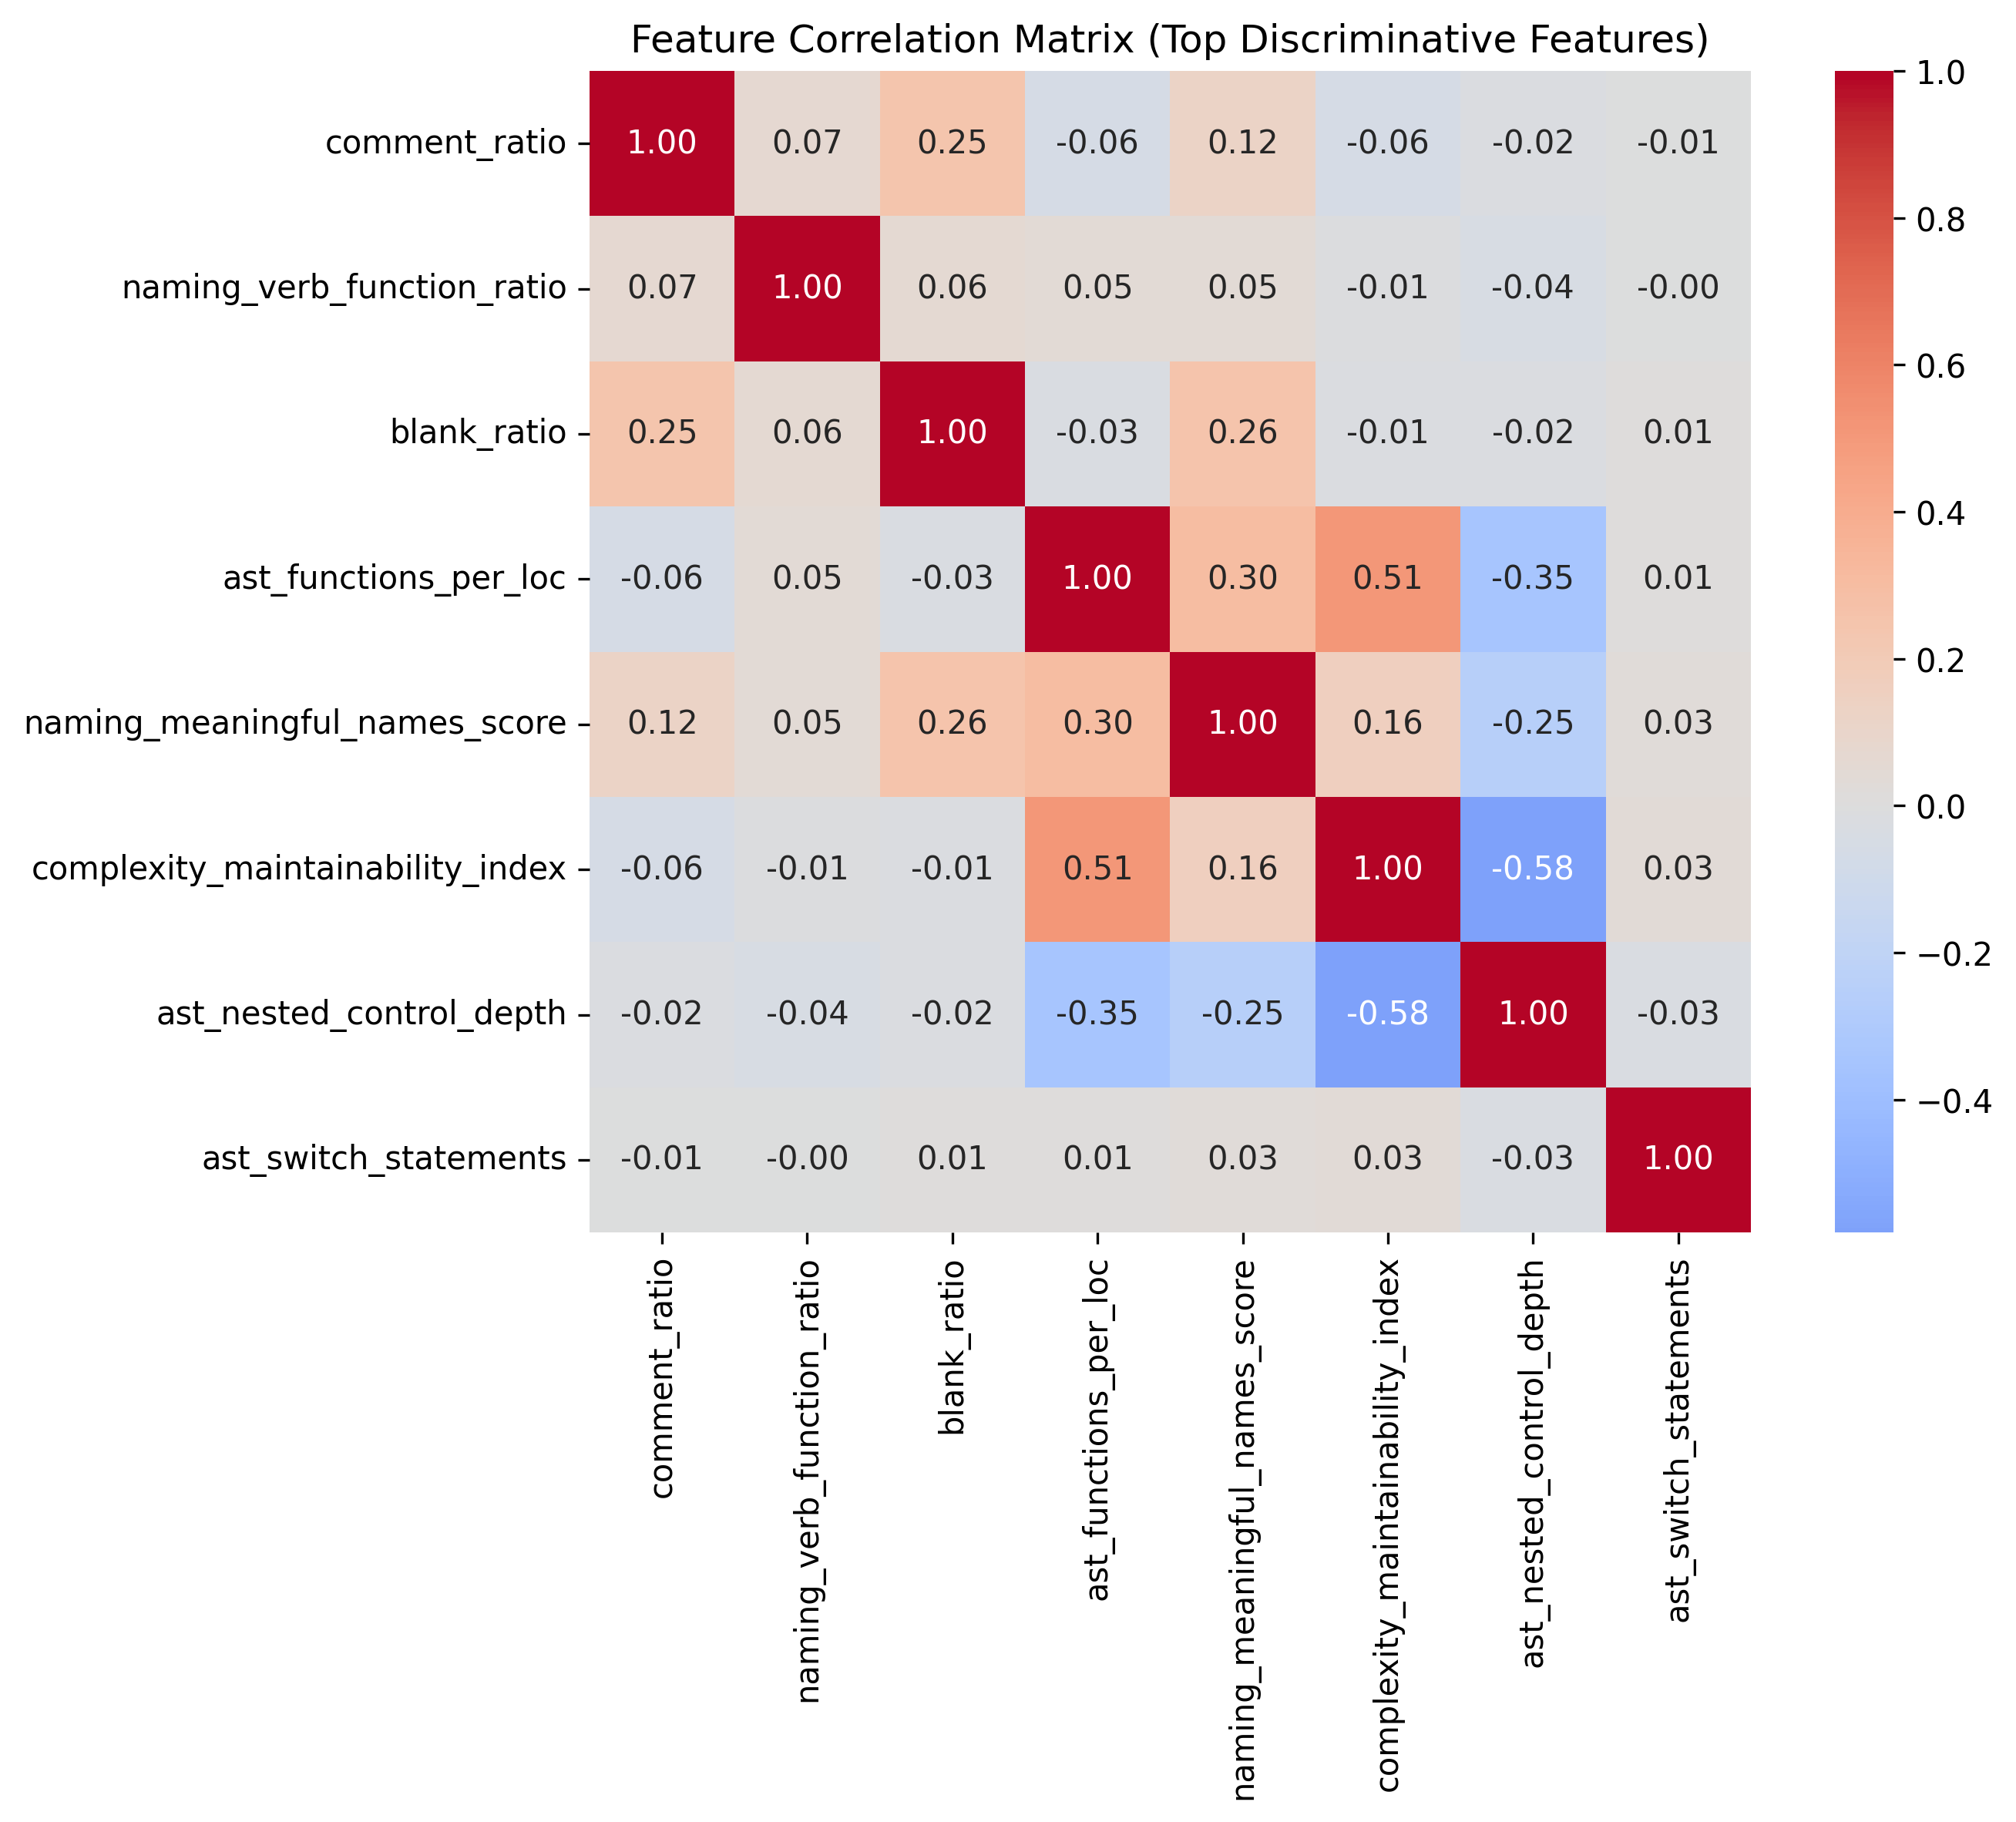 Feature Correlation Matrix (Top Discriminative Features)
comment_ratio 1.00 0.07 0.25 -0.06 0.12 -0.06 -0.02 -0.01
naming_verb_function_ratio 0.07 1.00 0.06 0.05 0.05 -0.01 -0.04 -0.00
blank_ratio 0.25 0.06 1.00 -0.03 0.26 -0.01 -0.02 0.01
ast_functions_per_loc -0.06 0.05 -0.03 1.00 0.30 0.51 -0.35 0.01
naming_meaningful_names_score 0.12 0.05 0.26 0.30 1.00 0.16 -0.25 0.03
complexity_maintainability_index -0.06 -0.01 -0.01 0.51 0.16 1.00 -0.58 0.03
ast_nested_control_depth -0.02 -0.04 -0.02 -0.35 -0.25 -0.58 1.00 -0.03
ast_switch_statements -0.01 -0.00 0.01 0.01 0.03 0.03 -0.03 1.00
comment_ratio
naming_verb_function_ratio
blank_ratio
ast_functions_per_loc
naming_meaningful_names_score
complexity_maintainability_index
ast_nested_control_depth
ast_switch_statements
1.0
0.8
0.6
0.4
0.2
0.0
−0.2
−0.4